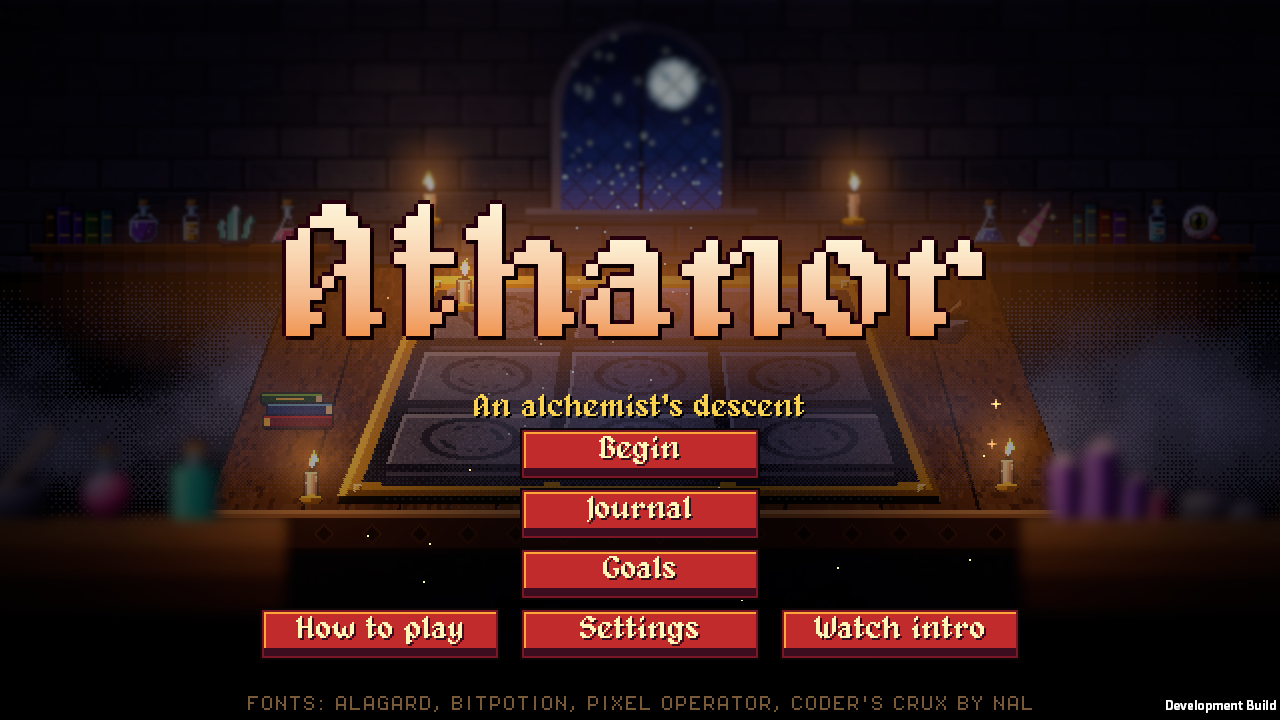 Athanor
An alchemist's descent
Begin
Journal
Goals
How to play
Settings
Watch intro
FONTS: ALAGARD, BITPOTION, PIXEL OPERATOR, CODER'S CRUX BY NAL
Development Build